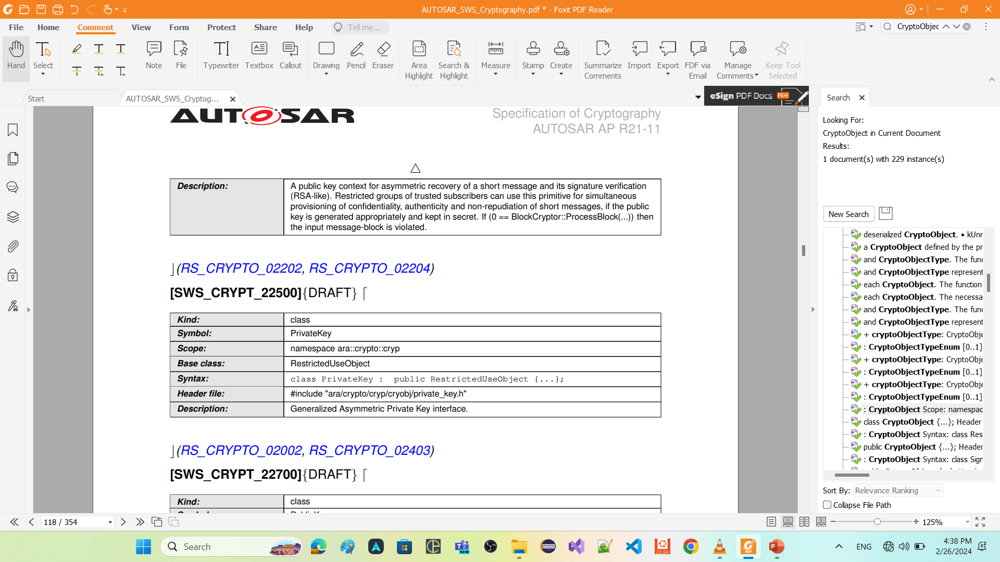 AUTOSAR_SWS_Cryptography.pdf * - Foxit PDF Reader
File Home Comment View Form Protect Share Help Tell me... CryptoObjec
Hand Select Note File Typewriter Textbox Callout Drawing Pencil Eraser Area Highlight Search & Highlight Measure Stamp Create Summarize Comments Import Export FDF via Email Manage Comments Keep Tool Selected
Start AUTOSAR_SWS_Cryptog... eSign PDF Docs PDF Search
AUTOSAR Specification of Cryptography
AUTOSAR AP R21-11
△
Description: A public key context for asymmetric recovery of a short message and its signature verification
(RSA-like). Restricted groups of trusted subscribers can use this primitive for simultaneous
provisioning of confidentiality, authenticity and non-repudiation of short messages, if the public
key is generated appropriately and kept in secret. If (0 == BlockCryptor::ProcessBlock(...)) then
the input message-block is violated.
⌋(RS_CRYPTO_02202, RS_CRYPTO_02204)
[SWS_CRYPT_22500]{DRAFT} ⌈
Kind: class
Symbol: PrivateKey
Scope: namespace ara::crypto::cryp
Base class: RestrictedUseObject
Syntax: class PrivateKey : public RestrictedUseObject {...};
Header file: #include "ara/crypto/cryp/cryobj/private_key.h"
Description: Generalized Asymmetric Private Key interface.
⌋(RS_CRYPTO_02002, RS_CRYPTO_02403)
[SWS_CRYPT_22700]{DRAFT} ⌈
Kind: class
Looking For:
CryptoObject in Current Document
Results:
1 document(s) with 229 instance(s)
New Search
deserialized CryptoObject. • kUnr
a CryptoObject defined by the pr
and CryptoObjectType. The func
and CryptoObjectType represent
each CryptoObject. The function
each CryptoObject. The necessa
and CryptoObjectType. The func
and CryptoObjectType represent
+ cryptoObjectType: CryptoObje
: CryptoObjectTypeEnum [0..1]
+ cryptoObjectType: CryptoObje
: CryptoObjectTypeEnum [0..1]
+ cryptoObjectType: CryptoObje
: CryptoObjectTypeEnum [0..1]
: CryptoObject Scope: namespac
class CryptoObject {...}; Header
: CryptoObject Syntax: class Res
public CryptoObject {...}; Header
: CryptoObject Syntax: class Sign
Sort By: Relevance Ranking
Collapse File Path
118 / 354 125%
Search NEW 22.04 PDF ENG 4:38 PM
2/26/2024